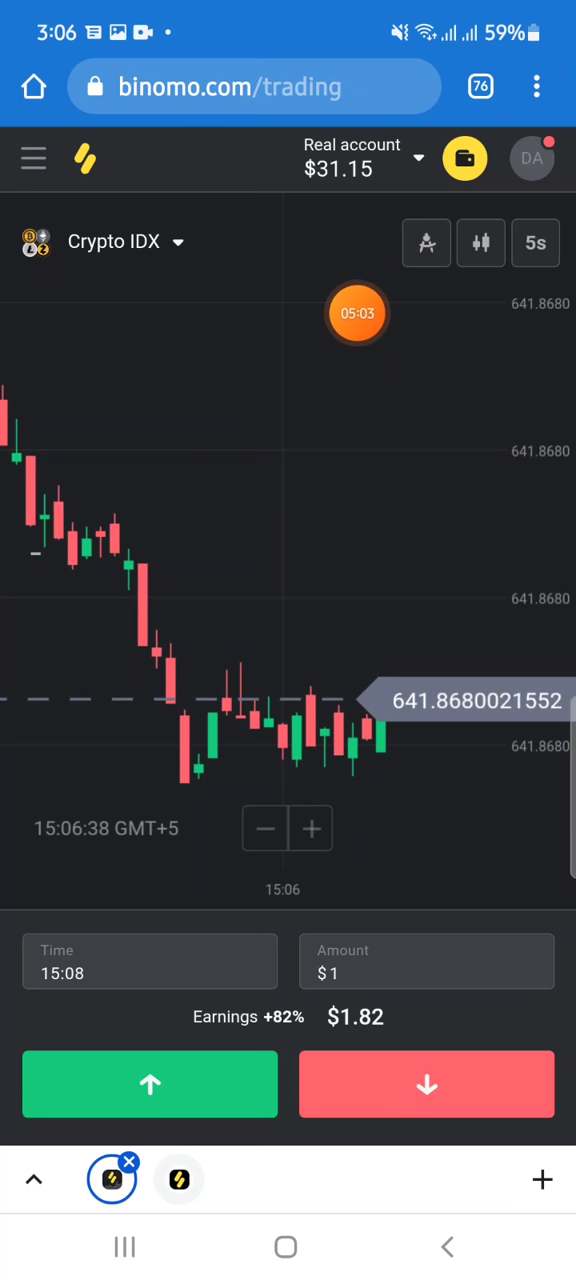 3:06
59%
binomo.com/trading
76
Real account
$31.15
DA
Crypto IDX
5s
641.8680
05:03
641.8680
641.8680
641.8680021552
641.8680
15:06:38 GMT+5
15:06
Time
15:08
Amount
$1
Earnings +82% $1.82